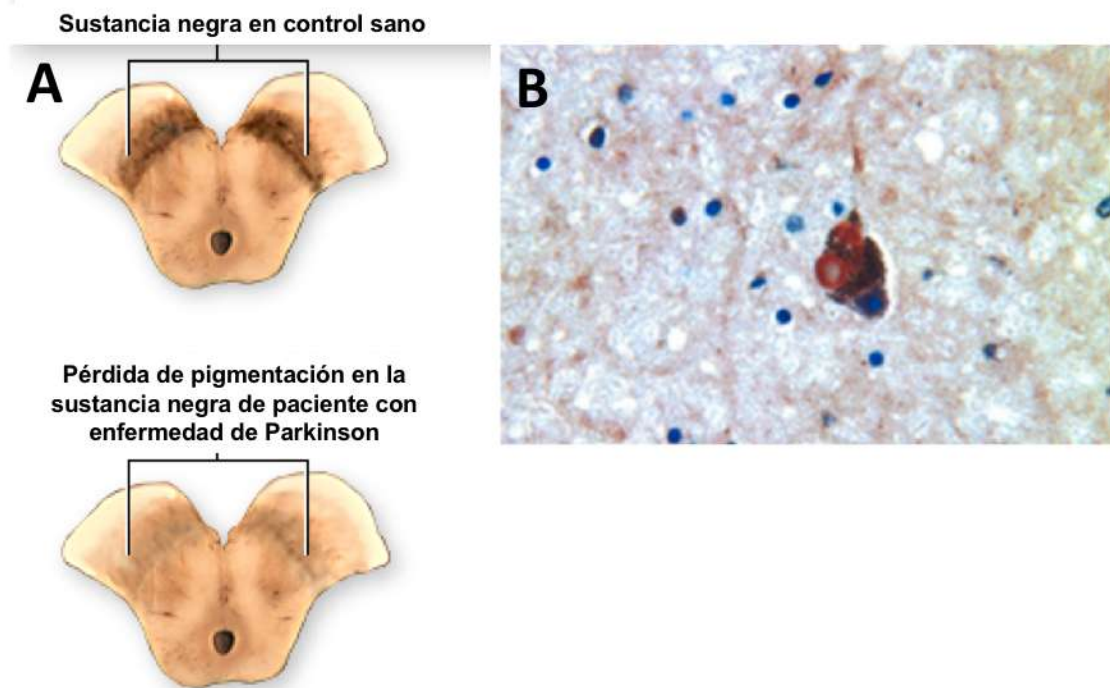 Sustancia negra en control sano
A
B
Pérdida de pigmentación en la
sustancia negra de paciente con
enfermedad de Parkinson